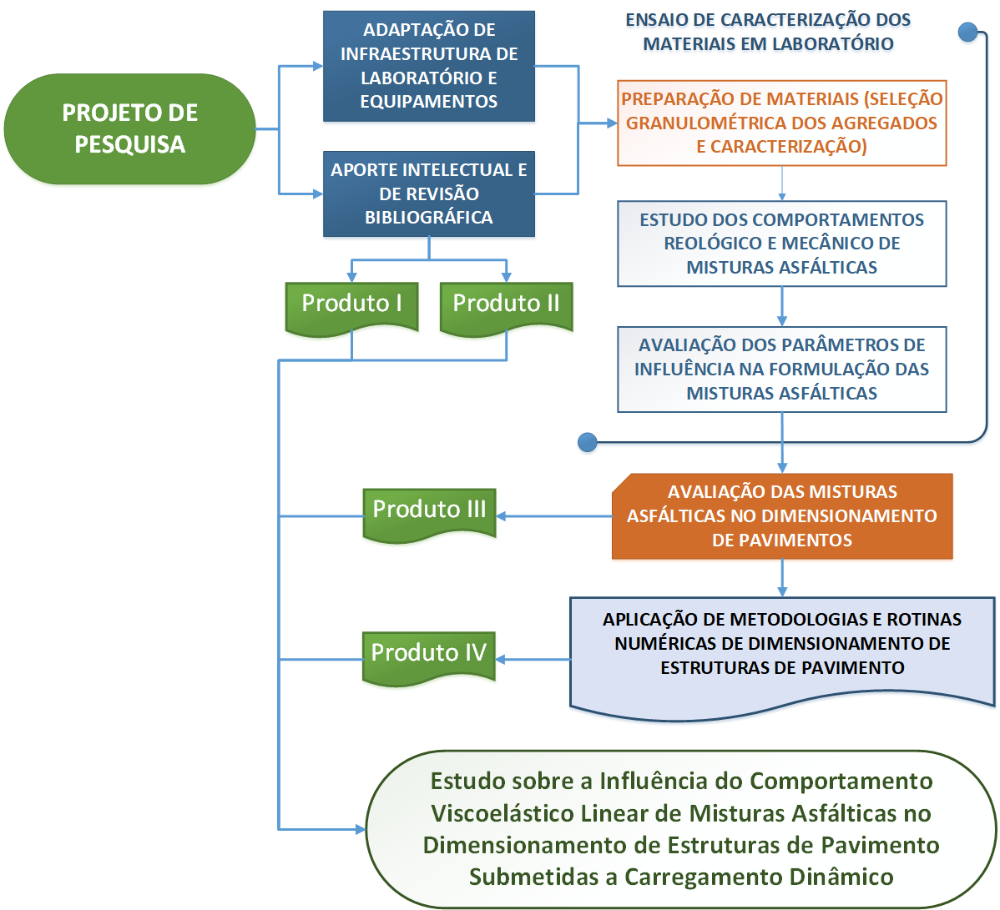 PROJETO DE
PESQUISA
ADAPTAÇÃO DE
INFRAESTRUTURA DE
LABORATÓRIO E
EQUIPAMENTOS
APORTE INTELECTUAL E
DE REVISÃO
BIBLIOGRÁFICA
Produto I
Produto II
ENSAIO DE CARACTERIZAÇÃO DOS
MATERIAIS EM LABORATÓRIO
PREPARAÇÃO DE MATERIAIS (SELEÇÃO
GRANULOMÉTRICA DOS AGREGADOS
E CARACTERIZAÇÃO)
ESTUDO DOS COMPORTAMENTOS
REOLÓGICO E MECÂNICO DE
MISTURAS ASFÁLTICAS
AVALIAÇÃO DOS PARÂMETROS DE
INFLUÊNCIA NA FORMULAÇÃO DAS
MISTURAS ASFÁLTICAS
AVALIAÇÃO DAS MISTURAS
ASFÁLTICAS NO DIMENSIONAMENTO
DE PAVIMENTOS
Produto III
APLICAÇÃO DE METODOLOGIAS E ROTINAS
NUMÉRICAS DE DIMENSIONAMENTO DE
ESTRUTURAS DE PAVIMENTO
Produto IV
Estudo sobre a Influência do Comportamento
Viscoelástico Linear de Misturas Asfálticas no
Dimensionamento de Estruturas de Pavimento
Submetidas a Carregamento Dinâmico